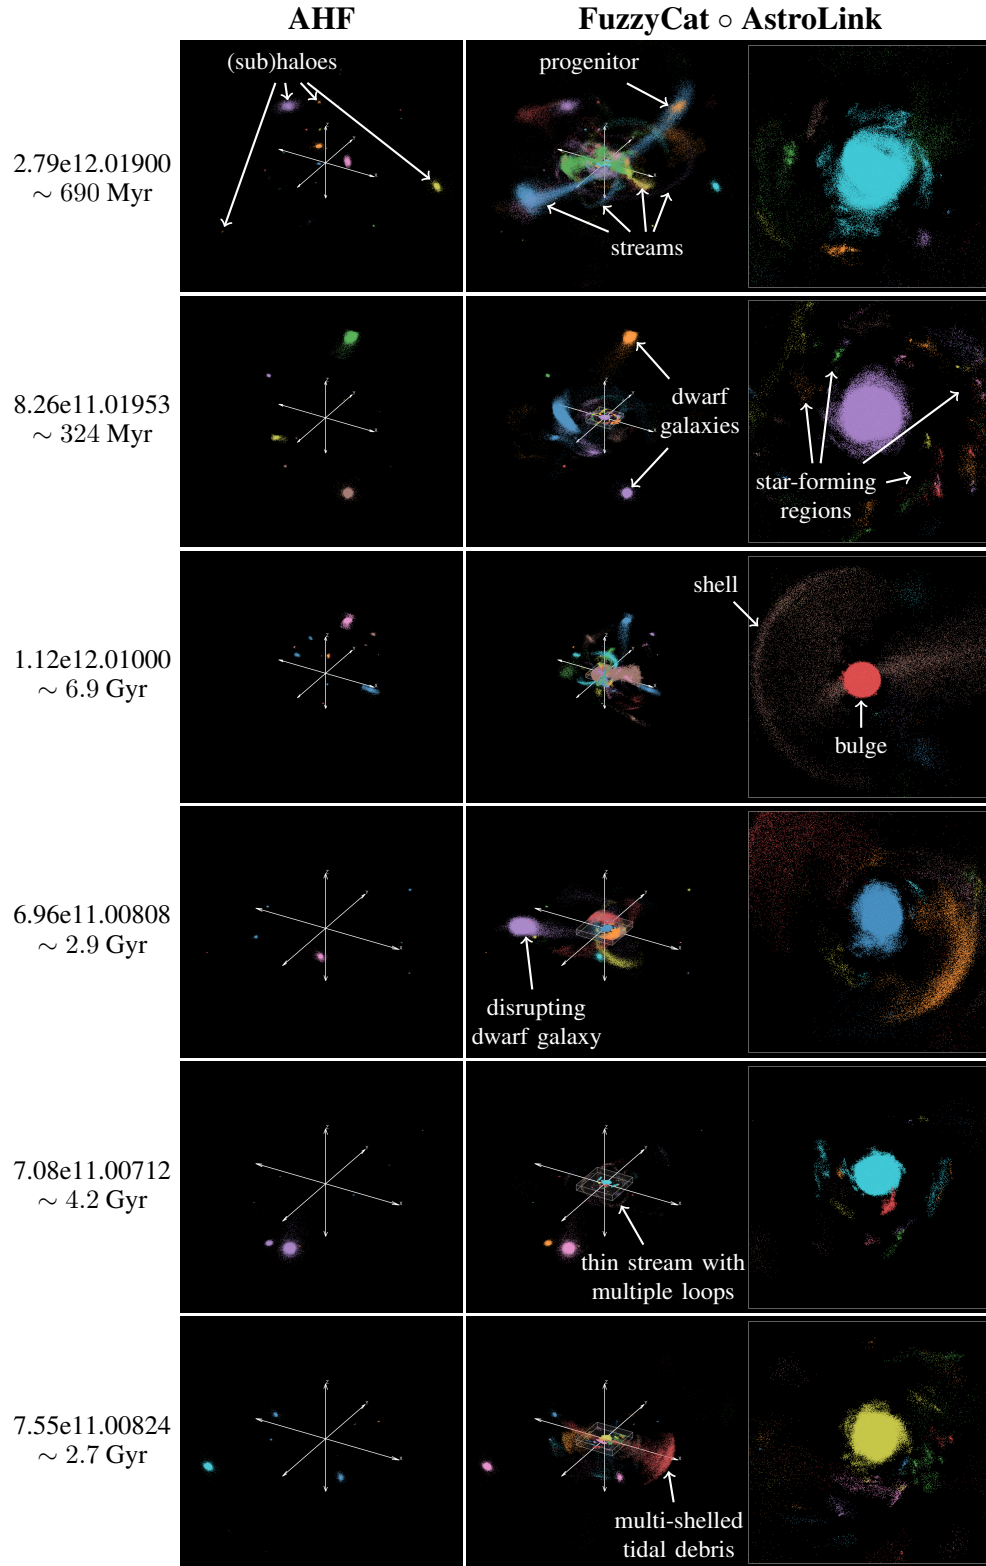 AHF
FuzzyCat ∘ AstroLink
2.79e12.01900
∼ 690 Myr
(sub)haloes
progenitor
streams
8.26e11.01953
∼ 324 Myr
dwarf
galaxies
star-forming
regions
1.12e12.01000
∼ 6.9 Gyr
shell
bulge
6.96e11.00808
∼ 2.9 Gyr
disrupting
dwarf galaxy
7.08e11.00712
∼ 4.2 Gyr
thin stream with
multiple loops
7.55e11.00824
∼ 2.7 Gyr
multi-shelled
tidal debris